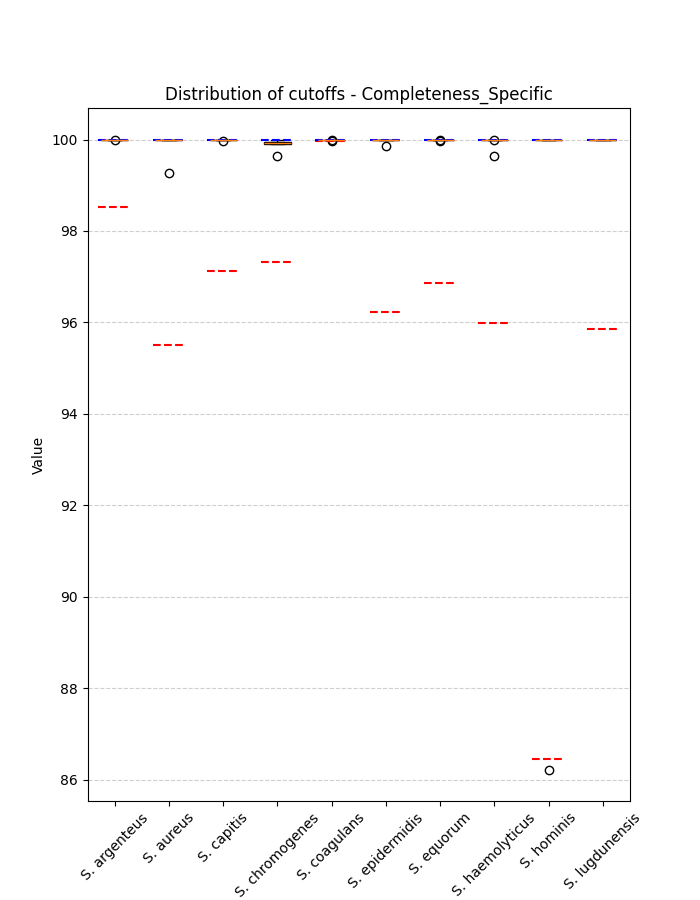 Distribution of cutoffs - Completeness_Specific
Value
100
98
96
94
92
90
88
86
S. argenteus
S. aureus
S. capitis
S. chromogenes
S. coagulans
S. epidermidis
S. equorum
S. haemolyticus
S. hominis
S. lugdunensis